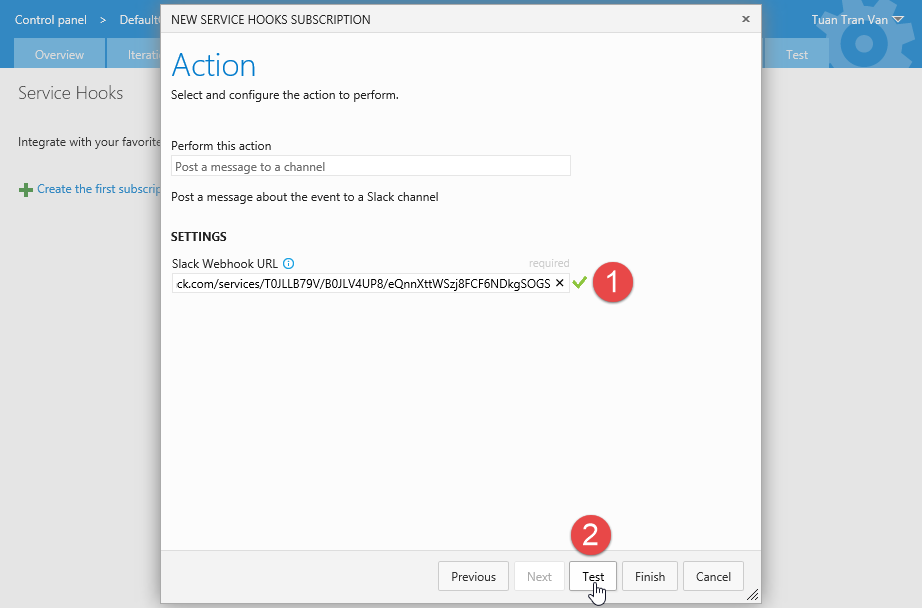 Control panel > Default
Tuan Tran Van
NEW SERVICE HOOKS SUBSCRIPTION
Overview
Iterati
Test
Service Hooks
Integrate with your favorite
Create the first subscrip
Action
Select and configure the action to perform.
Perform this action
Post a message to a channel
Post a message about the event to a Slack channel
SETTINGS
Slack Webhook URL
required
ck.com/services/T0JLLB79V/B0JLV4UP8/eQnnXttWSzj8FCF6NDkgSOGS
1
2
Previous
Next
Test
Finish
Cancel